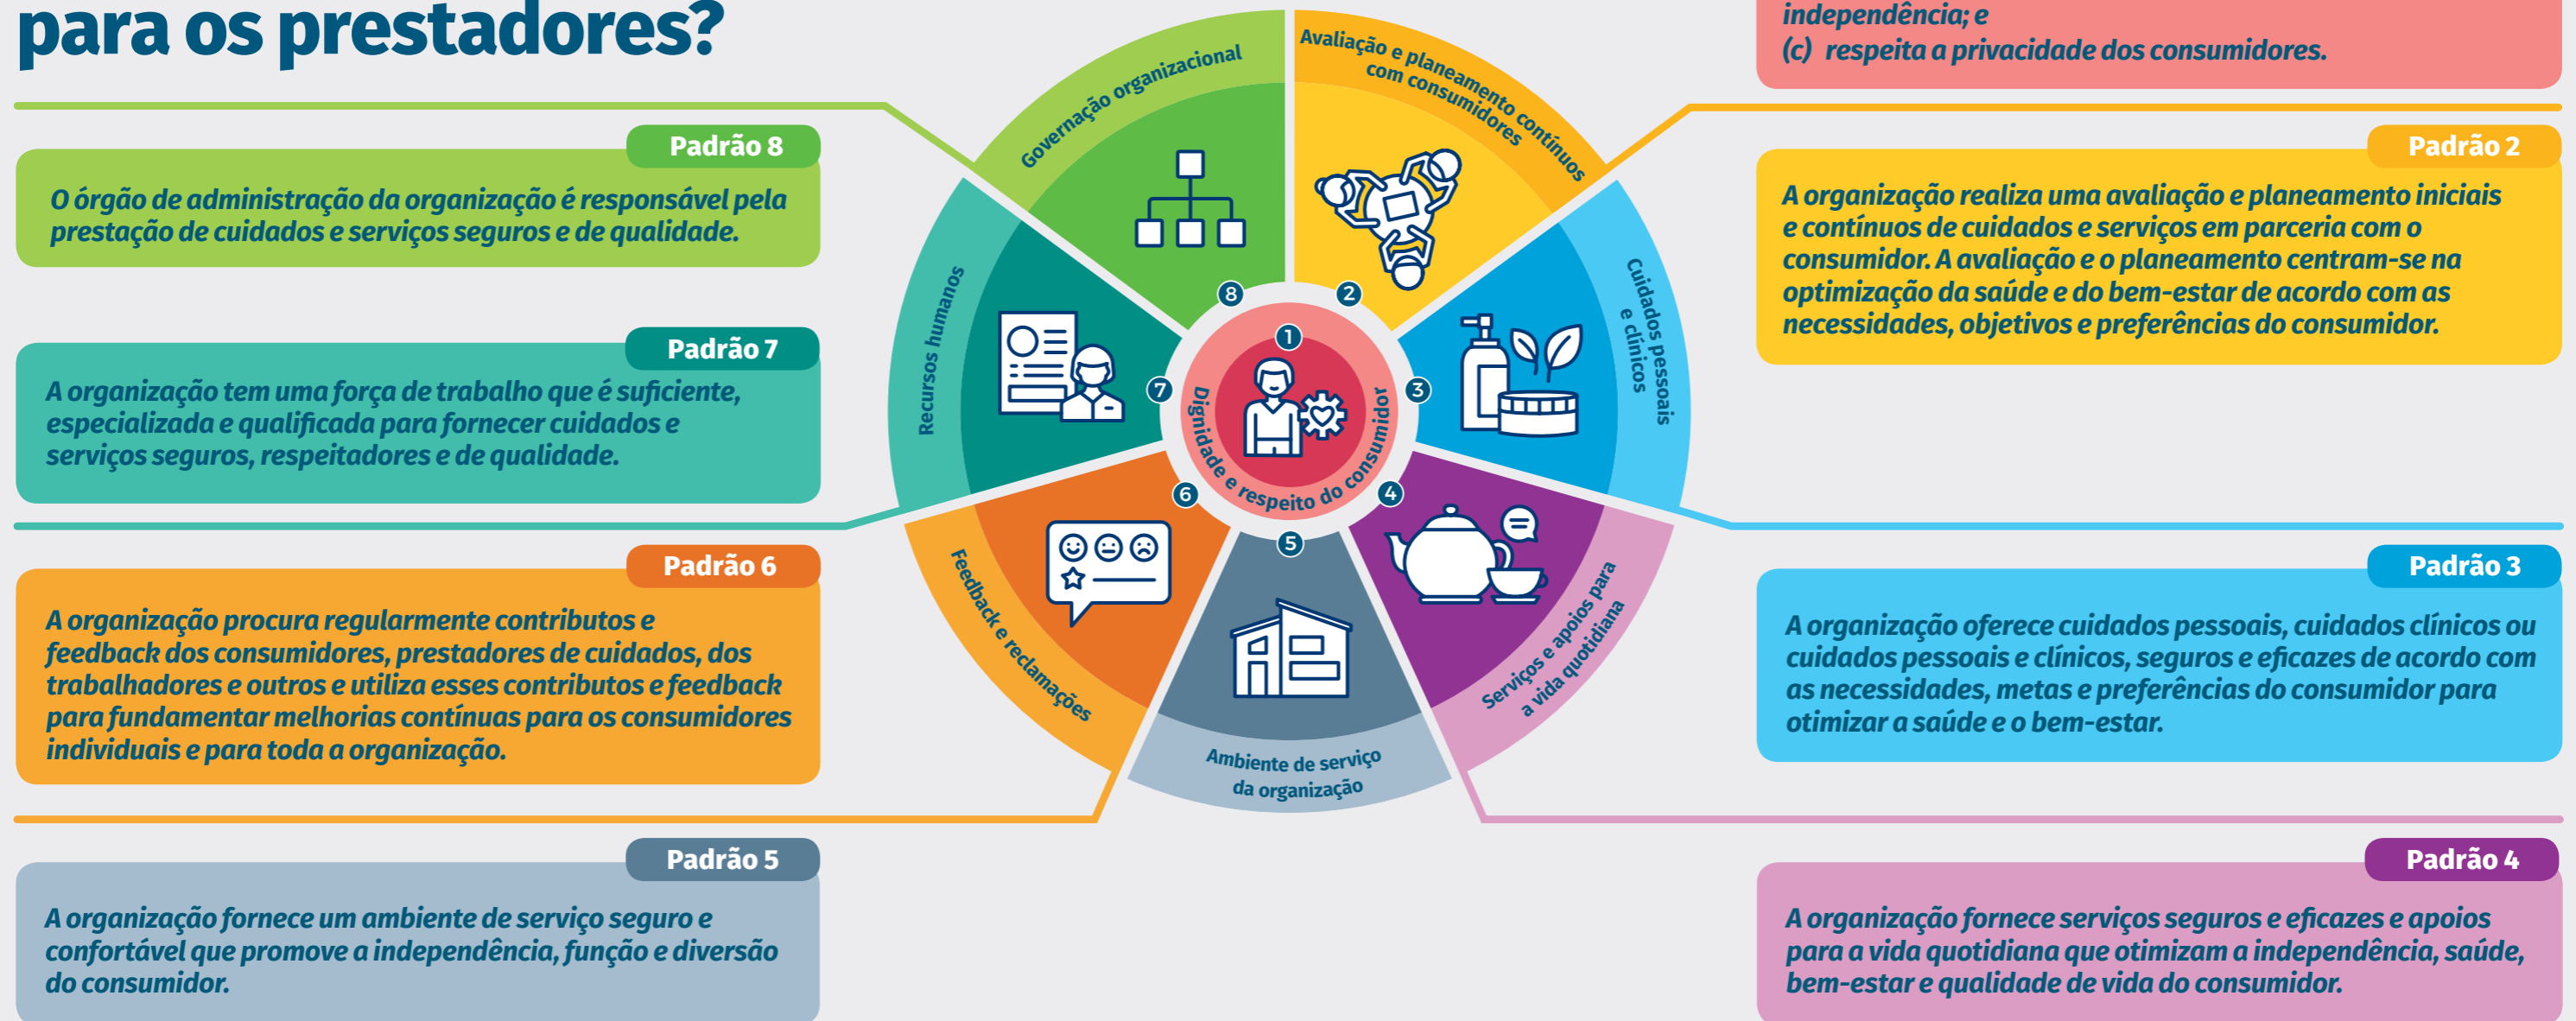 para os prestadores?
independência; e
(c) respeita a privacidade dos consumidores.
Padrão 8
O órgão de administração da organização é responsável pela
prestação de cuidados e serviços seguros e de qualidade.
Padrão 7
A organização tem uma força de trabalho que é suficiente,
especializada e qualificada para fornecer cuidados e
serviços seguros, respeitadores e de qualidade.
Padrão 6
A organização procura regularmente contributos e
feedback dos consumidores, prestadores de cuidados, dos
trabalhadores e outros e utiliza esses contributos e feedback
para fundamentar melhorias contínuas para os consumidores
individuais e para toda a organização.
Padrão 5
A organização fornece um ambiente de serviço seguro e
confortável que promove a independência, função e diversão
do consumidor.
Governação organizacional
Avaliação e planeamento contínuos
com consumidores
Recursos humanos
Cuidados pessoais
e clínicos
8
2
1
7
3
Dignidade e respeito do consumidor
6
4
5
Feedback e reclamações
Serviços e apoios para
a vida quotidiana
Ambiente de serviço
da organização
Padrão 2
A organização realiza uma avaliação e planeamento iniciais
e contínuos de cuidados e serviços em parceria com o
consumidor. A avaliação e o planeamento centram-se na
optimização da saúde e do bem-estar de acordo com as
necessidades, objetivos e preferências do consumidor.
Padrão 3
A organização oferece cuidados pessoais, cuidados clínicos ou
cuidados pessoais e clínicos, seguros e eficazes de acordo com
as necessidades, metas e preferências do consumidor para
otimizar a saúde e o bem-estar.
Padrão 4
A organização fornece serviços seguros e eficazes e apoios
para a vida quotidiana que otimizam a independência, saúde,
bem-estar e qualidade de vida do consumidor.